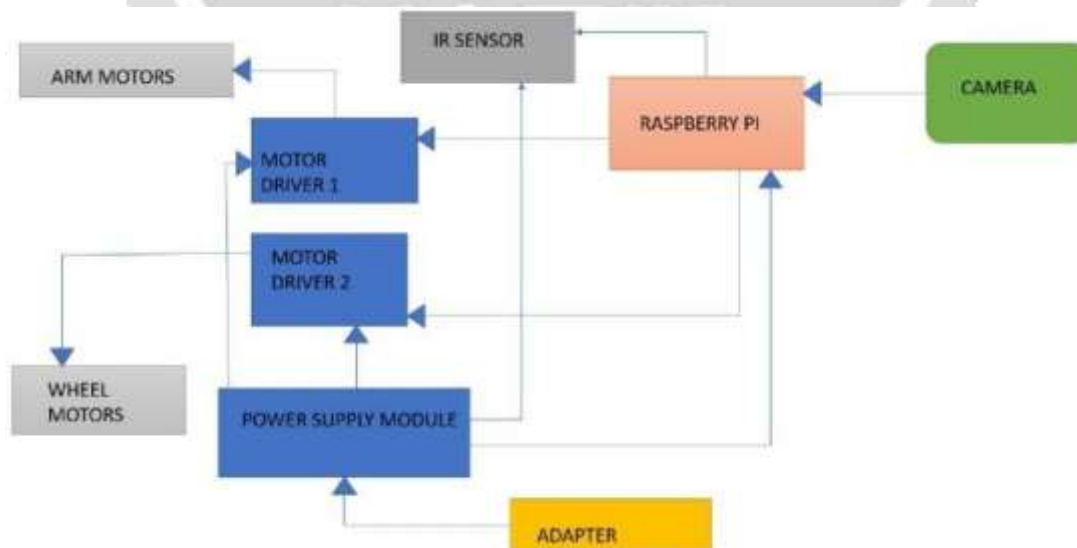 IR SENSOR
ARM MOTORS
CAMERA
RASPBERRY PI
MOTOR
DRIVER 1
MOTOR
DRIVER 2
WHEEL
MOTORS
POWER SUPPLY MODULE
ADAPTER